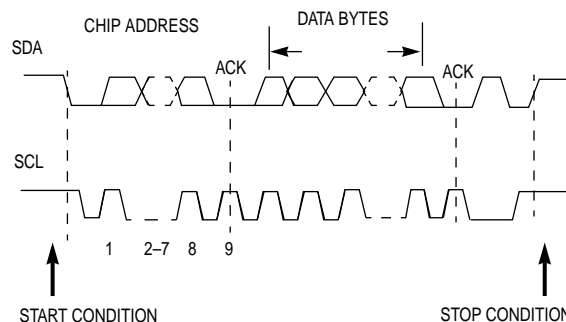 CHIP ADDRESS
DATA BYTES
SDA
ACK
ACK
SCL
1 2–7 8 9
START CONDITION
STOP CONDITION